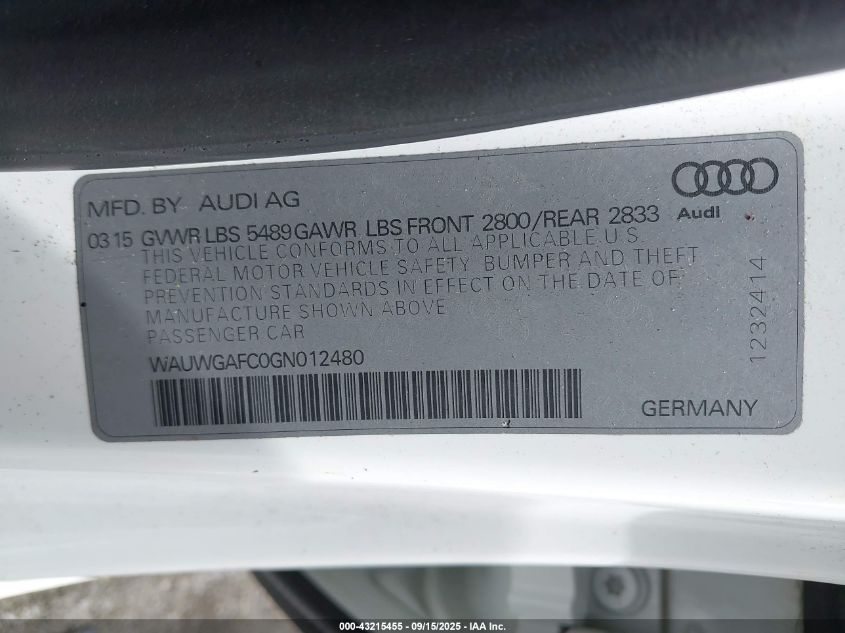 MFD. BY AUDI AG
Audi
03 15 GVWR LBS 5489 GAWR LBS FRONT 2800/REAR 2833
THIS VEHICLE CONFORMS TO ALL APPLICABLE U.S.
FEDERAL MOTOR VEHICLE SAFETY, BUMPER AND THEFT
PREVENTION STANDARDS IN EFFECT ON THE DATE OF
MANUFACTURE SHOWN ABOVE
PASSENGER CAR
WAUWGAFC0GN012480
1232414
GERMANY
000-43215455 - 09/15/2025 - IAA Inc.